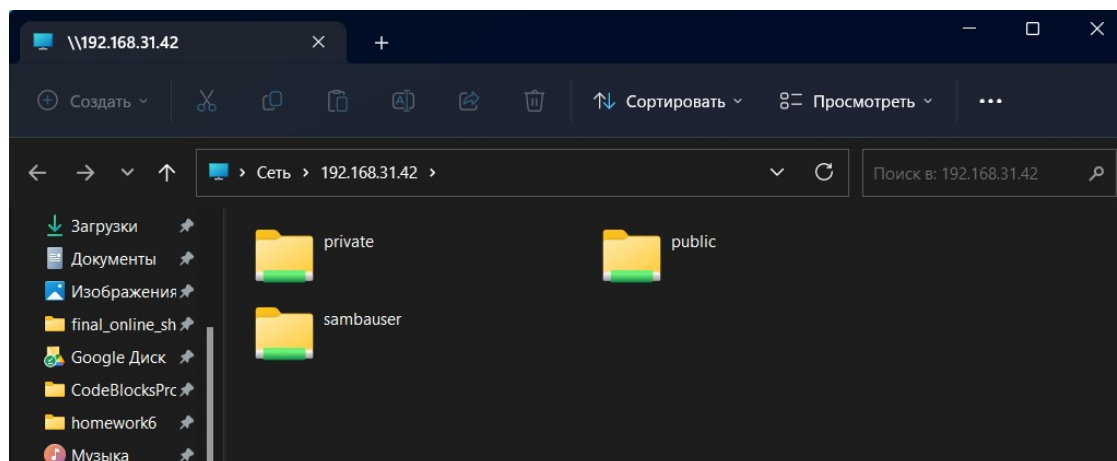 \\192.168.31.42
Создать
Сортировать
Просмотреть
Сеть > 192.168.31.42 >
Поиск в: 192.168.31.42
Загрузки
Документы
Изображения
final_online_sh
Google Диск
CodeBlocksPrc
homework6
Музыка
private
public
sambauser